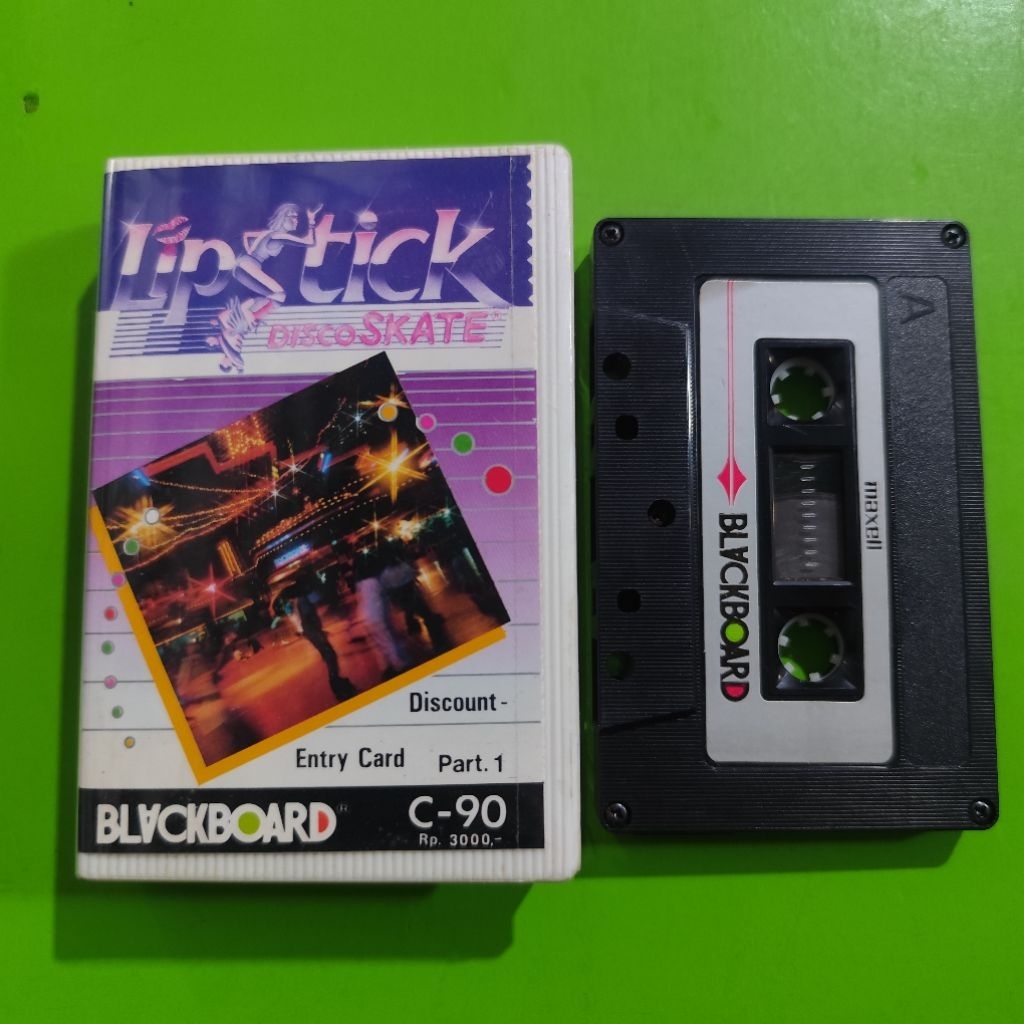 Lipstick
DISCO SKATE®
Discount -
Entry Card Part. 1
BLACKBOARD® C-90
Rp. 3000,-
A
maxell
BLACKBOARD